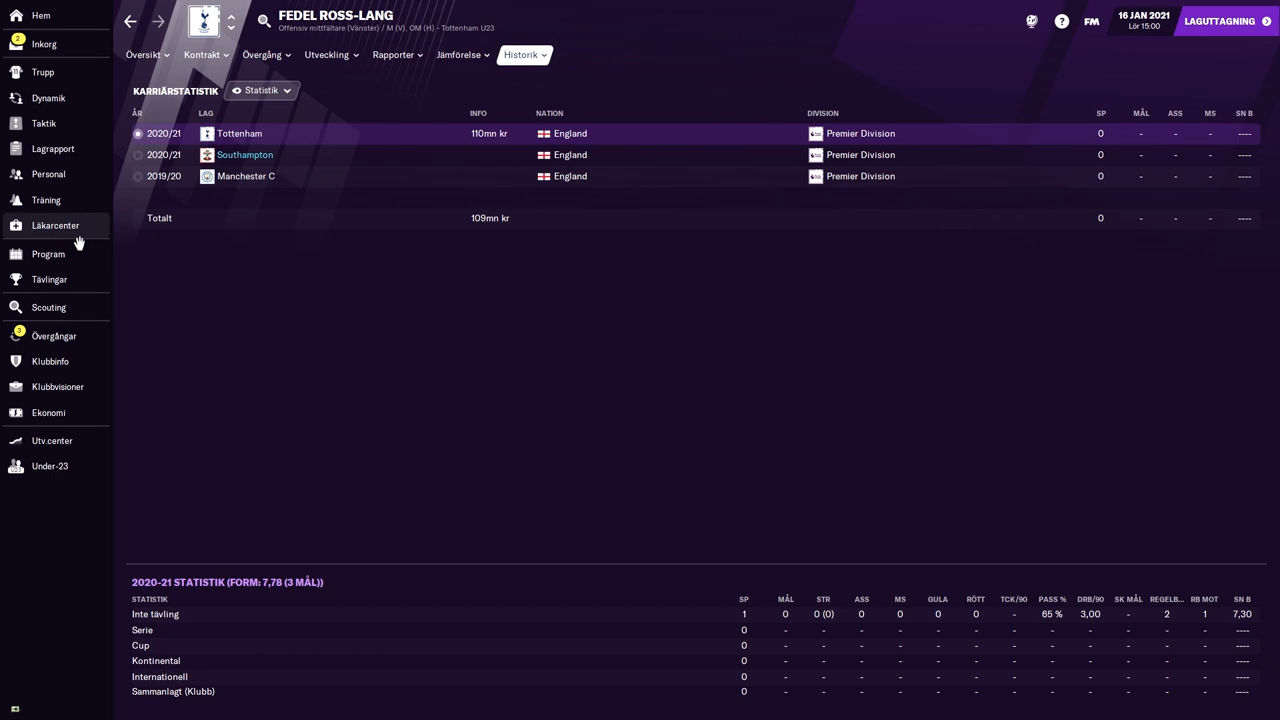 Hem
2
Inkorg
Trupp
Dynamik
Taktik
Lagrapport
Personal
Träning
Läkarcenter
Program
Tävlingar
Scouting
3
Övergångar
Klubbinfo
Klubbvisioner
Ekonomi
Utv.center
Under-23
FEDEL ROSS-LANG
Offensiv mittfältare (Vänster) / M (V), OM (H) - Tottenham U23
? FM 16 JAN 2021 LAGUTTAGNING
Lör 15:00
Översikt Kontrakt Övergång Utveckling Rapporter Jämförelse Historik
KARRIÄRSTATISTIK Statistik
ÅR LAG INFO NATION DIVISION SP MÅL ASS MS SN B
2020/21 Tottenham 110mn kr England Premier Division 0 - - - ----
2020/21 Southampton England Premier Division 0 - - - ----
2019/20 Manchester C England Premier Division 0 - - - ----
Totalt 109mn kr 0 - - - ----
2020-21 STATISTIK (FORM: 7,78 (3 MÅL))
STATISTIK SP MÅL STR ASS MS GULA RÖTT TCK/90 PASS % DRB/90 SK MÅL REGELB... RB MOT SN B
Inte tävling 1 0 0 (0) 0 0 0 0 - 65 % 3,00 - 2 1 7,30
Serie 0 - - - - - - - - - - - - ----
Cup 0 - - - - - - - - - - - - ----
Kontinental 0 - - - - - - - - - - - - ----
Internationell 0 - - - - - - - - - - - - ----
Sammanlagt (Klubb) 0 - - - - - - - - - - - - ----